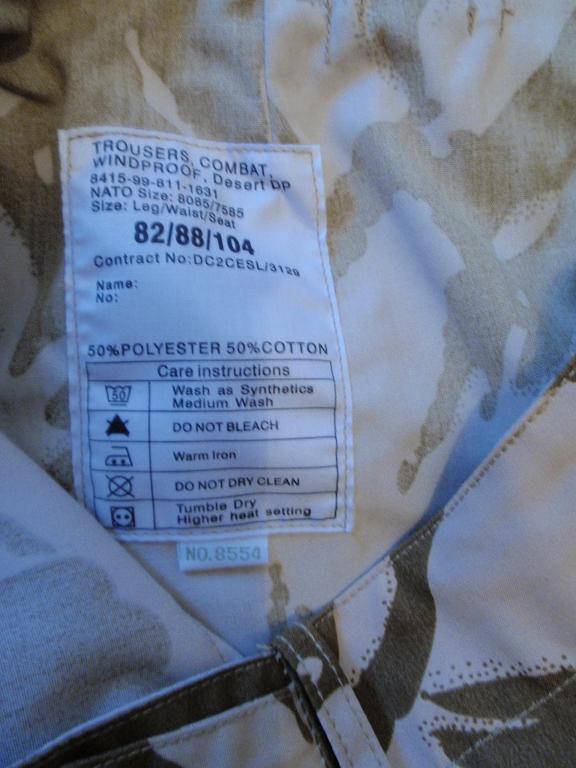 TROUSERS, COMBAT,
WINDPROOF. Desert DP
8415-99-811-1631
NATO Size: 8085/7585
Size: Leg/Waist/Seat
82/88/104
Contract No:DC2CESL/3129
Name:
No:
50%POLYESTER 50%COTTON
Care instructions
50 Wash as Synthetics
Medium Wash
DO NOT BLEACH
Warm Iron
DO NOT DRY CLEAN
Tumble Dry
Higher heat setting
NO.8554